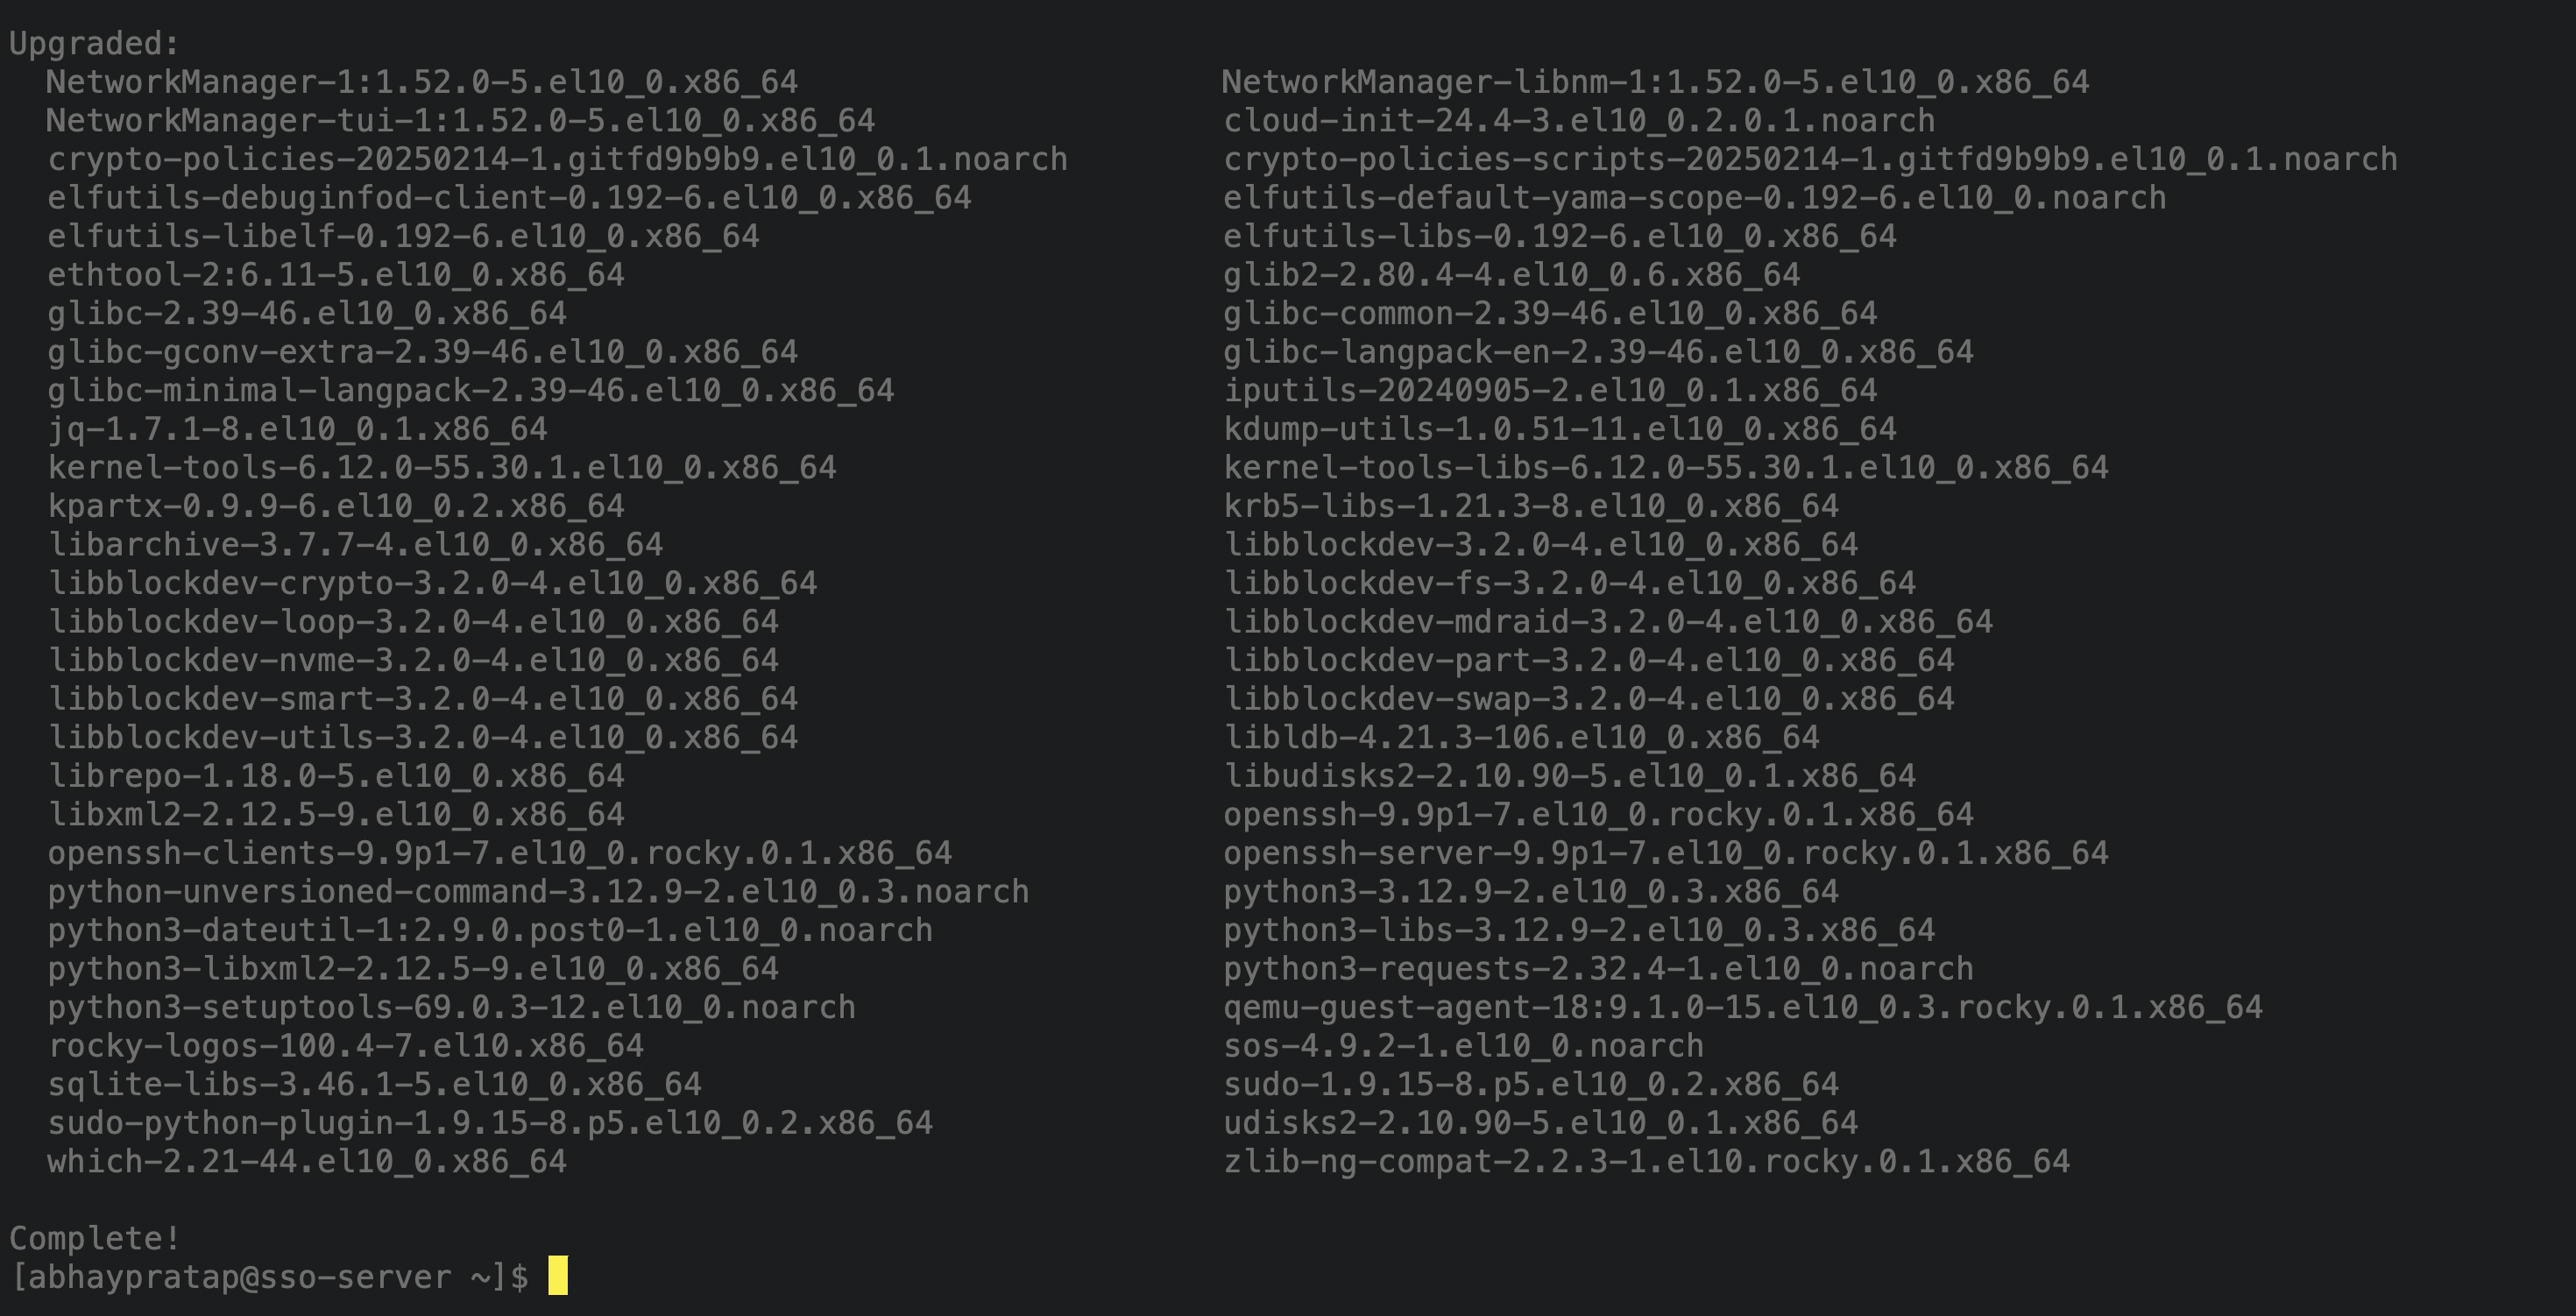 Upgraded:
NetworkManager-1:1.52.0-5.el10_0.x86_64 NetworkManager-libnm-1:1.52.0-5.el10_0.x86_64
NetworkManager-tui-1:1.52.0-5.el10_0.x86_64 cloud-init-24.4-3.el10_0.2.0.1.noarch
crypto-policies-20250214-1.gitfd9b9b9.el10_0.1.noarch crypto-policies-scripts-20250214-1.gitfd9b9b9.el10_0.1.noarch
elfutils-debuginfod-client-0.192-6.el10_0.x86_64 elfutils-default-yama-scope-0.192-6.el10_0.noarch
elfutils-libelf-0.192-6.el10_0.x86_64 elfutils-libs-0.192-6.el10_0.x86_64
ethtool-2:6.11-5.el10_0.x86_64 glib2-2.80.4-4.el10_0.6.x86_64
glibc-2.39-46.el10_0.x86_64 glibc-common-2.39-46.el10_0.x86_64
glibc-gconv-extra-2.39-46.el10_0.x86_64 glibc-langpack-en-2.39-46.el10_0.x86_64
glibc-minimal-langpack-2.39-46.el10_0.x86_64 iputils-20240905-2.el10_0.1.x86_64
jq-1.7.1-8.el10_0.1.x86_64 kdump-utils-1.0.51-11.el10_0.x86_64
kernel-tools-6.12.0-55.30.1.el10_0.x86_64 kernel-tools-libs-6.12.0-55.30.1.el10_0.x86_64
kpartx-0.9.9-6.el10_0.2.x86_64 krb5-libs-1.21.3-8.el10_0.x86_64
libarchive-3.7.7-4.el10_0.x86_64 libblockdev-3.2.0-4.el10_0.x86_64
libblockdev-crypto-3.2.0-4.el10_0.x86_64 libblockdev-fs-3.2.0-4.el10_0.x86_64
libblockdev-loop-3.2.0-4.el10_0.x86_64 libblockdev-mdraid-3.2.0-4.el10_0.x86_64
libblockdev-nvme-3.2.0-4.el10_0.x86_64 libblockdev-part-3.2.0-4.el10_0.x86_64
libblockdev-smart-3.2.0-4.el10_0.x86_64 libblockdev-swap-3.2.0-4.el10_0.x86_64
libblockdev-utils-3.2.0-4.el10_0.x86_64 libldb-4.21.3-106.el10_0.x86_64
librepo-1.18.0-5.el10_0.x86_64 libudisks2-2.10.90-5.el10_0.1.x86_64
libxml2-2.12.5-9.el10_0.x86_64 openssh-9.9p1-7.el10_0.rocky.0.1.x86_64
openssh-clients-9.9p1-7.el10_0.rocky.0.1.x86_64 openssh-server-9.9p1-7.el10_0.rocky.0.1.x86_64
python-unversioned-command-3.12.9-2.el10_0.3.noarch python3-3.12.9-2.el10_0.3.x86_64
python3-dateutil-1:2.9.0.post0-1.el10_0.noarch python3-libs-3.12.9-2.el10_0.3.x86_64
python3-libxml2-2.12.5-9.el10_0.x86_64 python3-requests-2.32.4-1.el10_0.noarch
python3-setuptools-69.0.3-12.el10_0.noarch qemu-guest-agent-18:9.1.0-15.el10_0.3.rocky.0.1.x86_64
rocky-logos-100.4-7.el10.x86_64 sos-4.9.2-1.el10_0.noarch
sqlite-libs-3.46.1-5.el10_0.x86_64 sudo-1.9.15-8.p5.el10_0.2.x86_64
sudo-python-plugin-1.9.15-8.p5.el10_0.2.x86_64 udisks2-2.10.90-5.el10_0.1.x86_64
which-2.21-44.el10_0.x86_64 zlib-ng-compat-2.2.3-1.el10.rocky.0.1.x86_64
Complete!
[abhaypratap@sso-server ~]$